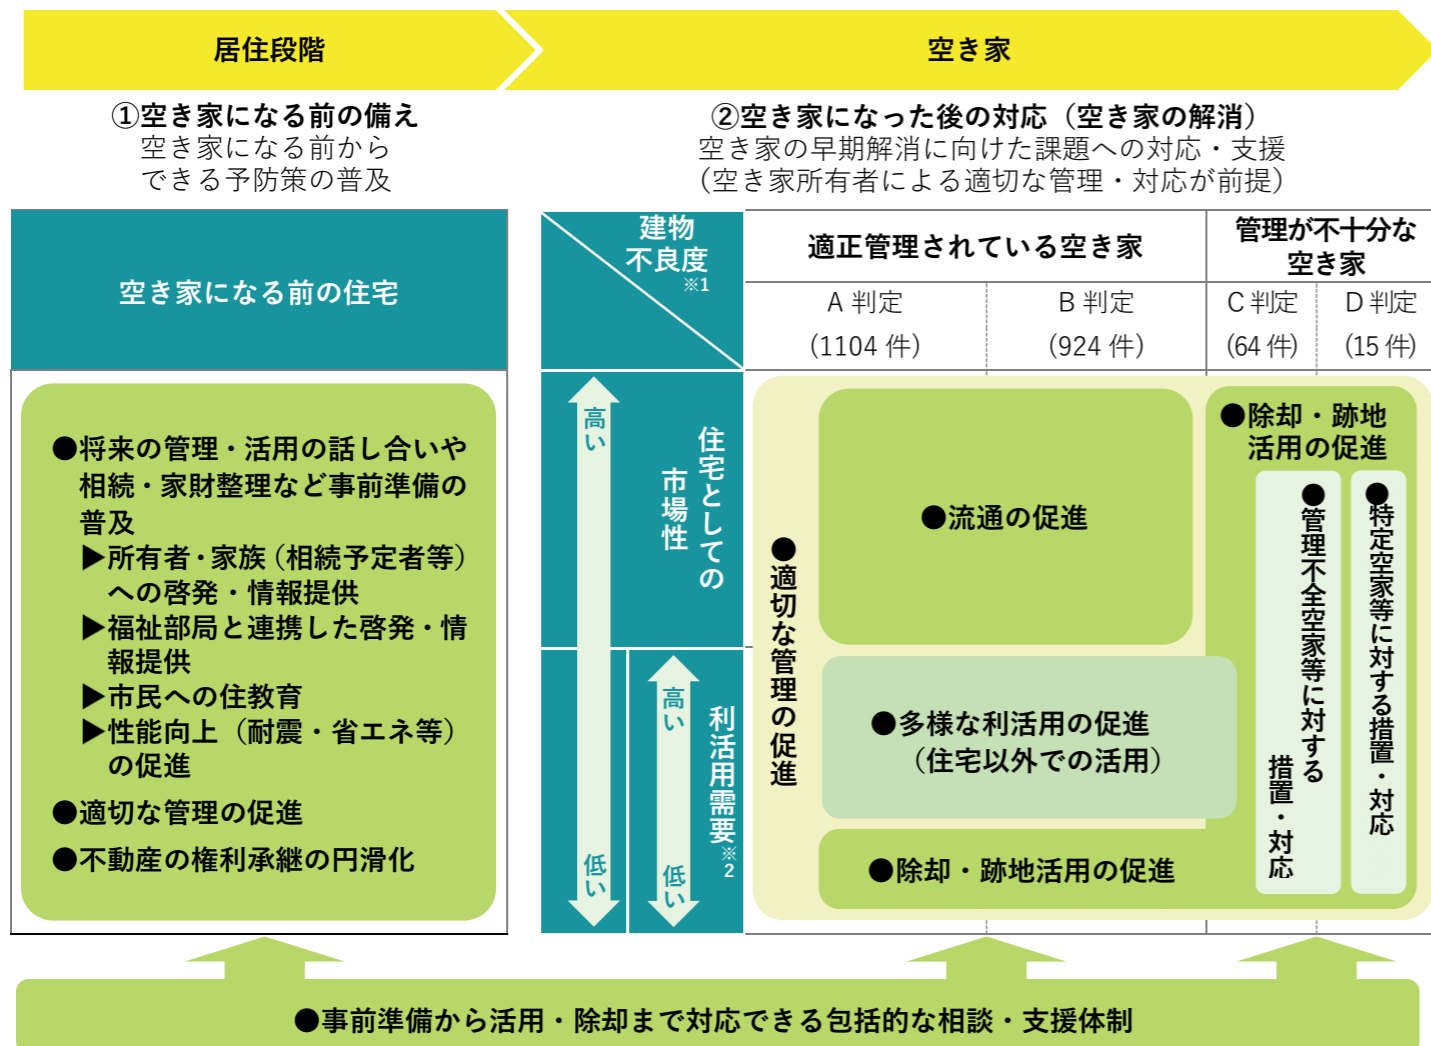 居住段階
空き家
①空き家になる前の備え
空き家になる前から
できる予防策の普及
②空き家になった後の対応（空き家の解消）
空き家の早期解消に向けた課題への対応・支援
（空き家所有者による適切な管理・対応が前提）
空き家になる前の住宅
●将来の管理・活用の話し合いや
相続・家財整理など事前準備の
普及
▶所有者・家族（相続予定者等）
への啓発・情報提供
▶福祉部局と連携した啓発・情
報提供
▶市民への住教育
▶性能向上（耐震・省エネ等）
の促進
●適切な管理の促進
●不動産の権利承継の円滑化
建物
不良度
※1
適正管理されている空き家
管理が不十分な
空き家
A 判定
（1104 件）
B 判定
（924 件）
C 判定
（64 件）
D 判定
（15 件）
高い
低い
住宅としての
市場性
高い
低い
利活用需要※2
●適切な管理の促進
●流通の促進
●多様な利活用の促進
（住宅以外での活用）
●除却・跡地活用の促進
●除却・跡地
活用の促進
●管理不全空家等に対する
措置・対応
●特定空家等に対する措置・対応
●事前準備から活用・除却まで対応できる包括的な相談・支援体制